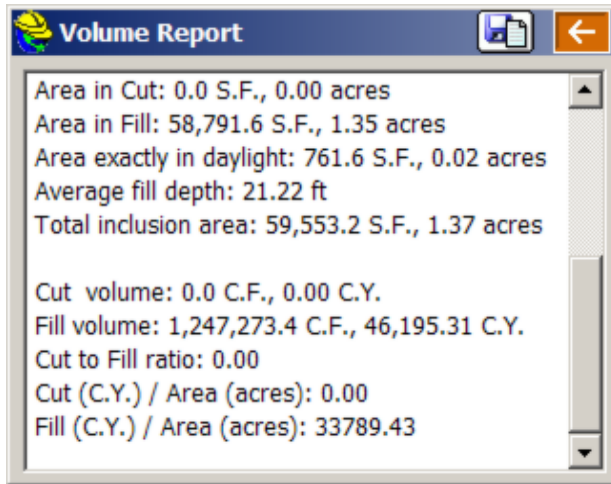 Volume Report
Area in Cut: 0.0 S.F., 0.00 acres
Area in Fill: 58,791.6 S.F., 1.35 acres
Area exactly in daylight: 761.6 S.F., 0.02 acres
Average fill depth: 21.22 ft
Total inclusion area: 59,553.2 S.F., 1.37 acres
Cut  volume: 0.0 C.F., 0.00 C.Y.
Fill volume: 1,247,273.4 C.F., 46,195.31 C.Y.
Cut to Fill ratio: 0.00
Cut (C.Y.) / Area (acres): 0.00
Fill (C.Y.) / Area (acres): 33789.43